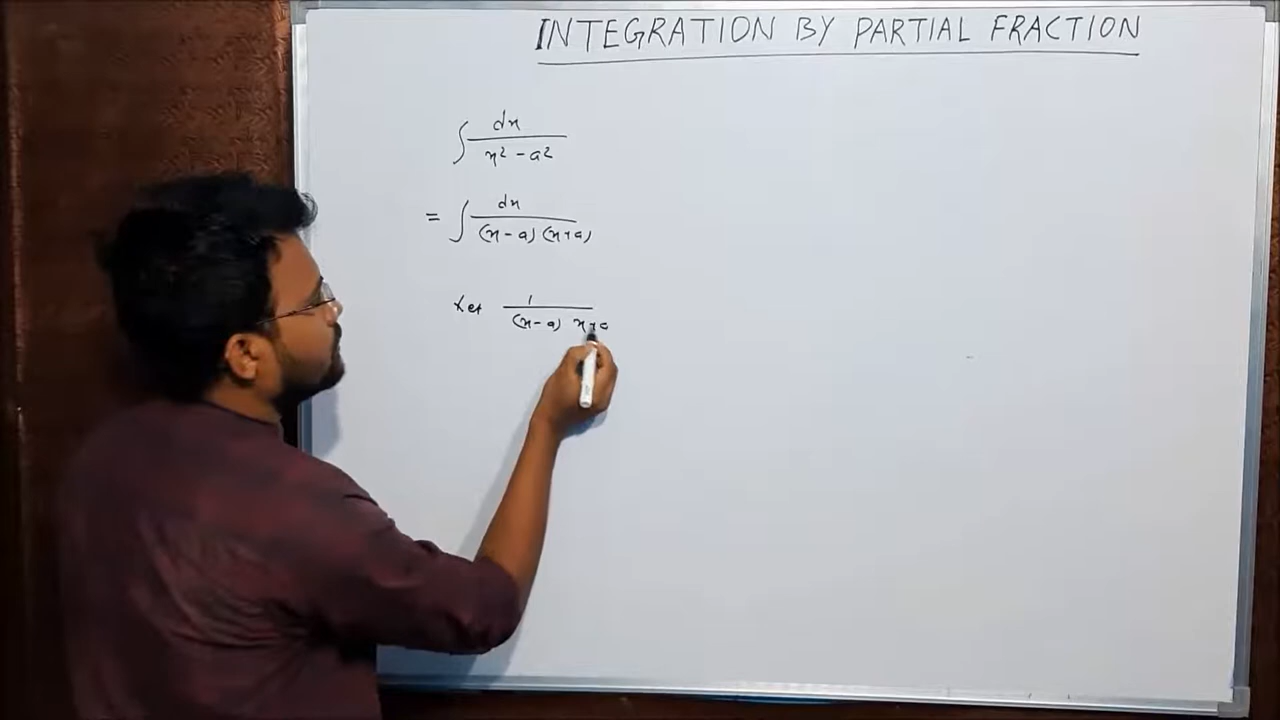 INTEGRATION BY PARTIAL FRACTION
∫ dx / x² - a²
= ∫ dx / (x - a) (x + a)
Let 1 / (x - a) x + a